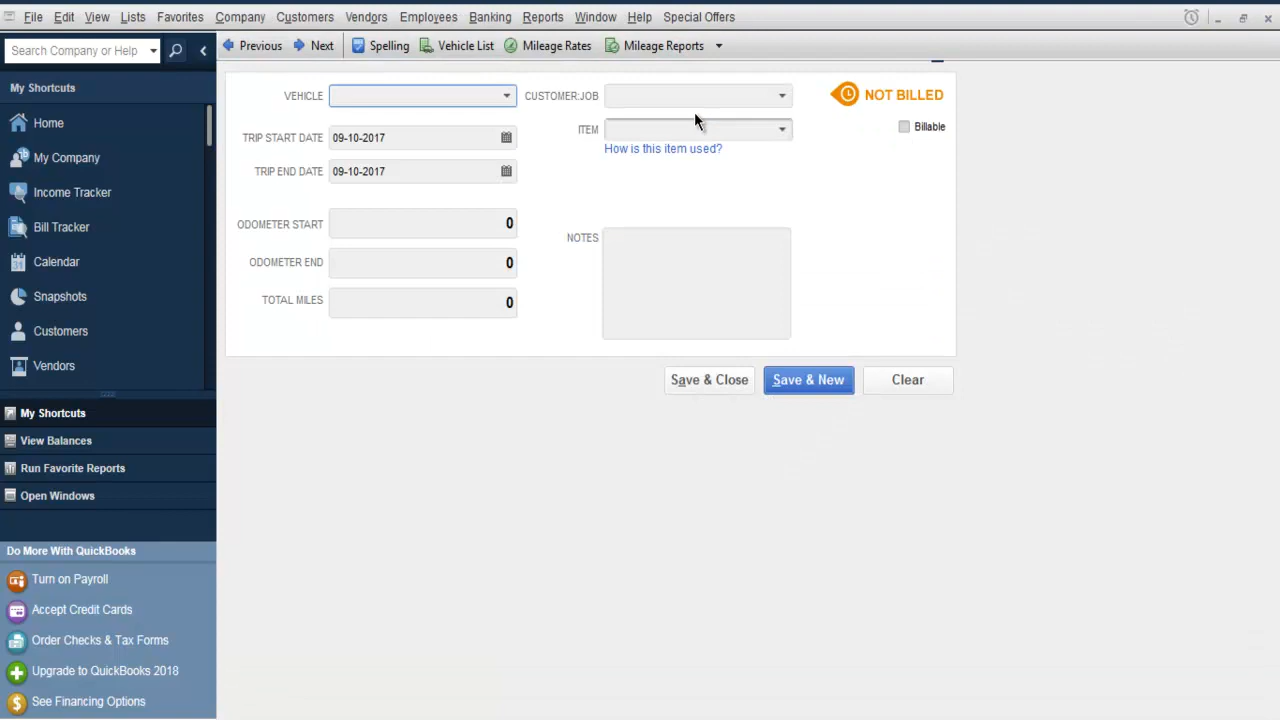 File Edit View Lists Favorites Company Customers Vendors Employees Banking Reports Window Help Special Offers
Search Company or Help
Previous Next Spelling Vehicle List Mileage Rates Mileage Reports
My Shortcuts
Home
My Company
Income Tracker
Bill Tracker
Calendar
Snapshots
Customers
Vendors
My Shortcuts
View Balances
Run Favorite Reports
Open Windows
Do More With QuickBooks
Turn on Payroll
Accept Credit Cards
Order Checks & Tax Forms
Upgrade to QuickBooks 2018
See Financing Options
VEHICLE CUSTOMER:JOB NOT BILLED
ITEM Billable
TRIP START DATE 09-10-2017
How is this item used?
TRIP END DATE 09-10-2017
ODOMETER START 0
NOTES
ODOMETER END 0
TOTAL MILES 0
Save & Close Save & New Clear